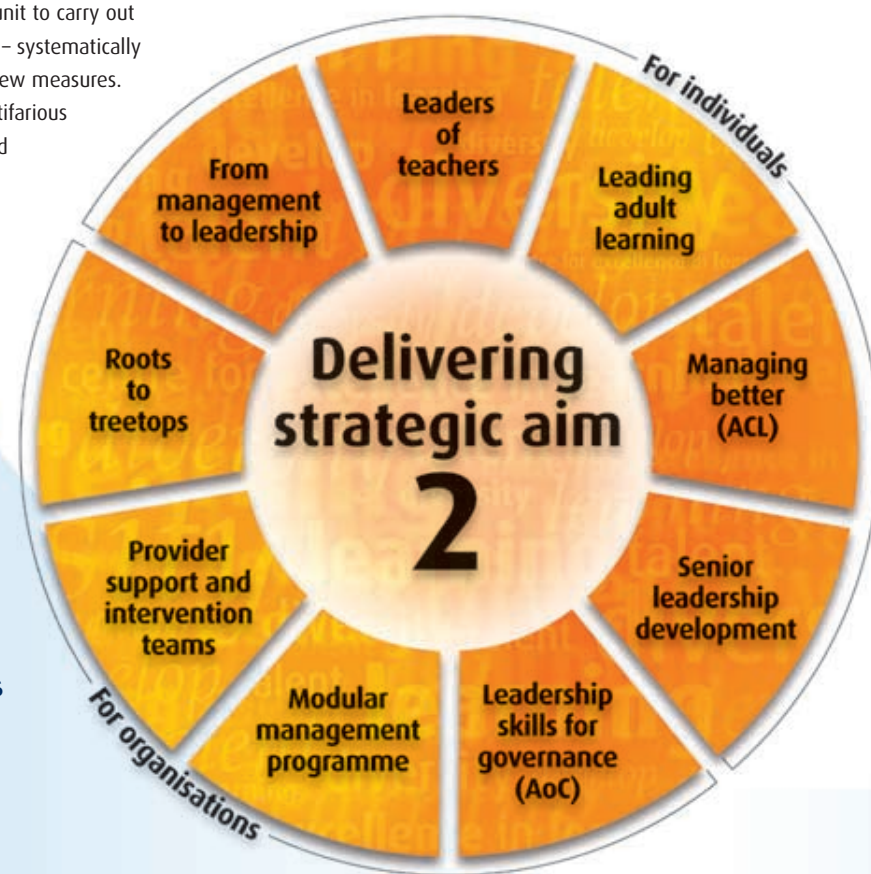 unit to carry out
– systematically
ew measures.
tifarious
d
For individuals
Leaders
of
teachers
Leading
adult
learning
Managing
better
(ACL)
Senior
leadership
development
Leadership
skills for
governance
(AoC)
Modular
management
programme
Provider
support and
intervention
teams
Roots
to
treetops
From
management
to leadership
For organisations
Delivering
strategic aim
2